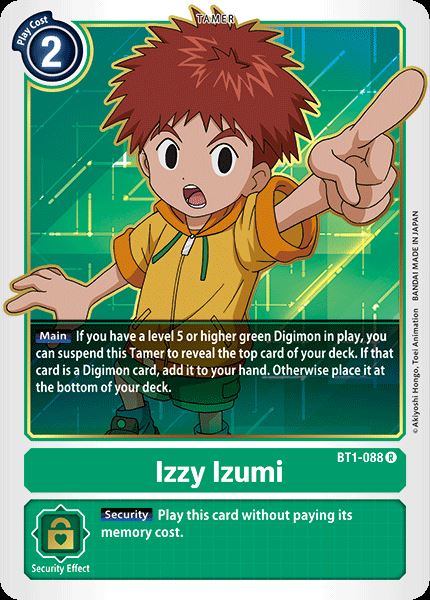 TAMER
Play Cost
2
©Akiyoshi Hongo, Toei Animation BANDAI MADE IN JAPAN
Main If you have a level 5 or higher green Digimon in play, you
can suspend this Tamer to reveal the top card of your deck. If that
card is a Digimon card, add it to your hand. Otherwise place it at
the bottom of your deck.
BT1-088 R
Izzy Izumi
Security Play this card without paying its
memory cost.
Security Effect